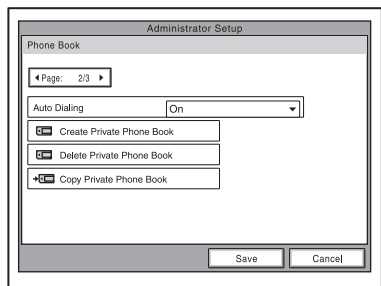 Administrator Setup
Phone Book
Page: 2/3
Auto Dialing On
Create Private Phone Book
Delete Private Phone Book
Copy Private Phone Book
Save Cancel